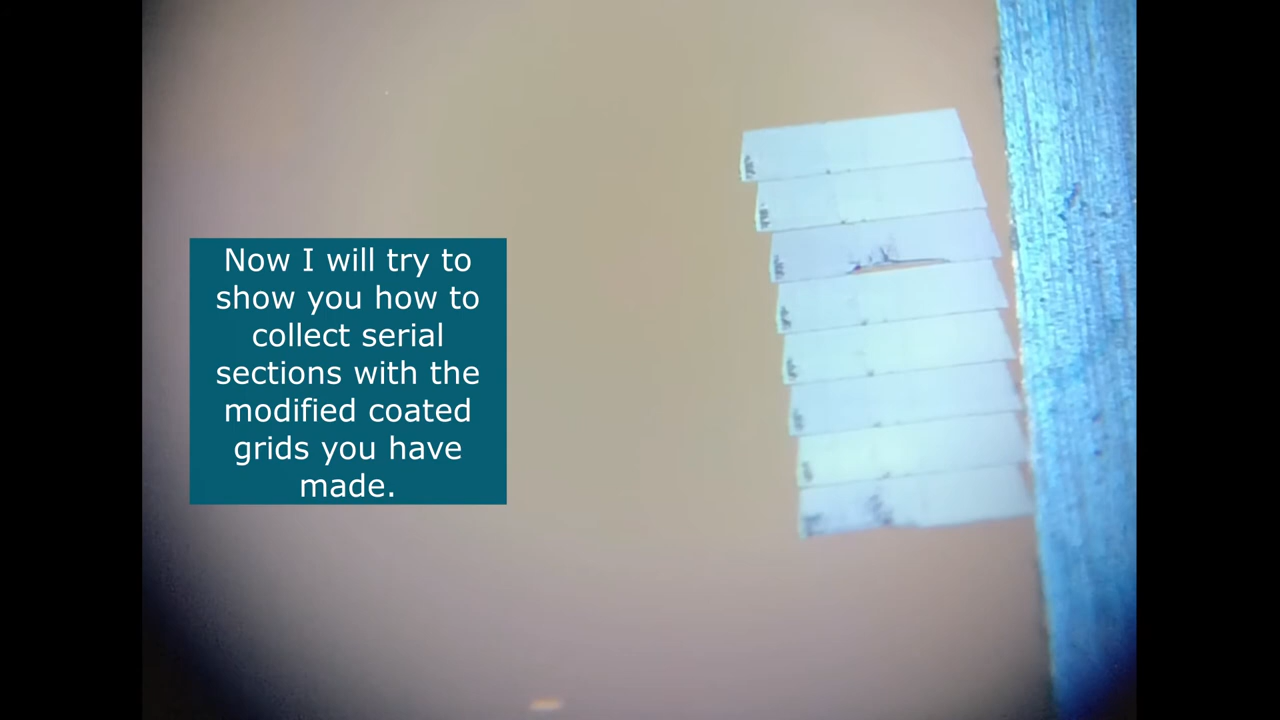 Now I will try to
show you how to
collect serial
sections with the
modified coated
grids you have
made.